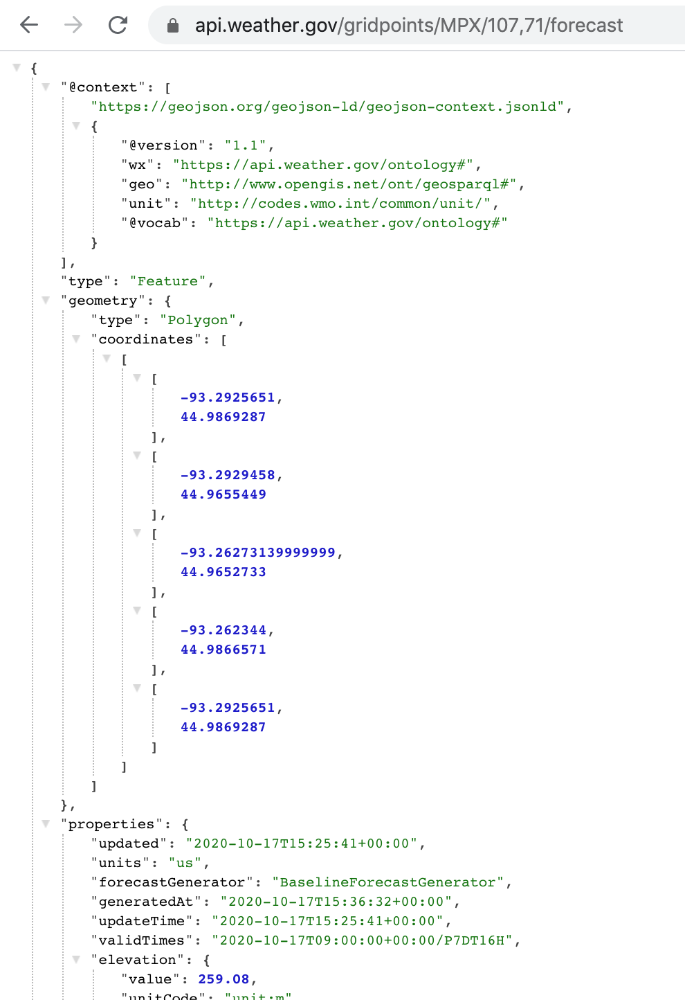 api.weather.gov/gridpoints/MPX/107,71/forecast
{
"@context": [
"https://geojson.org/geojson-ld/geojson-context.jsonld",
{
"@version": "1.1",
"wx": "https://api.weather.gov/ontology#",
"geo": "http://www.opengis.net/ont/geosparql#",
"unit": "http://codes.wmo.int/common/unit/",
"@vocab": "https://api.weather.gov/ontology#"
}
],
"type": "Feature",
"geometry": {
"type": "Polygon",
"coordinates": [
[
[
-93.2925651,
44.9869287
],
[
-93.2929458,
44.9655449
],
[
-93.26273139999999,
44.9652733
],
[
-93.262344,
44.9866571
],
[
-93.2925651,
44.9869287
]
]
]
},
"properties": {
"updated": "2020-10-17T15:25:41+00:00",
"units": "us",
"forecastGenerator": "BaselineForecastGenerator",
"generatedAt": "2020-10-17T15:36:32+00:00",
"updateTime": "2020-10-17T15:25:41+00:00",
"validTimes": "2020-10-17T09:00:00+00:00/P7DT16H",
"elevation": {
"value": 259.08,
"unitCode": "unit:m"